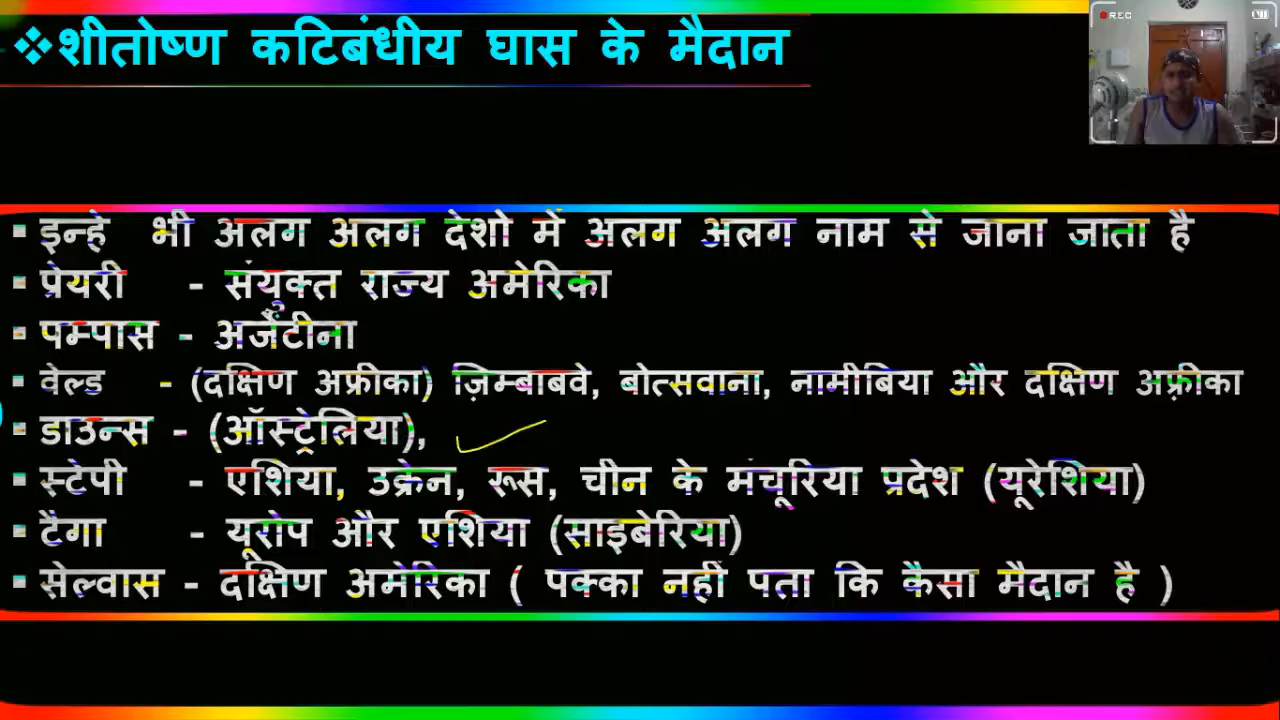 ❖शीतोष्ण कटिबंधीय घास के मैदान
REC
▪ इन्हे भी अलग अलग देशो में अलग अलग नाम से जाना जाता है
▪ प्रेयरी - संयुक्त राज्य अमेरिका
▪ पम्पास - अर्जेंटीना
▪ वेल्ड - (दक्षिण अफ्रीका) ज़िम्बाबवे, बोत्सवाना, नामीबिया और दक्षिण अफ़्रीका
▪ डाउन्स - (ऑस्ट्रेलिया),
▪ स्टेपी - एशिया, उक्रेन, रूस, चीन के मंचूरिया प्रदेश (यूरेशिया)
▪ टैगा - यूरोप और एशिया (साइबेरिया)
▪ सेल्वास - दक्षिण अमेरिका ( पक्का नहीं पता कि कैसा मैदान है )